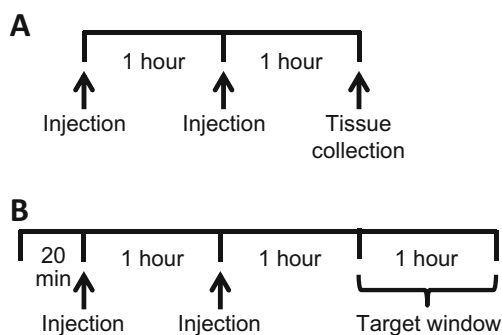 A
1 hour 1 hour
Injection Injection Tissue
collection
B
20
min 1 hour 1 hour 1 hour
Injection Injection Target window